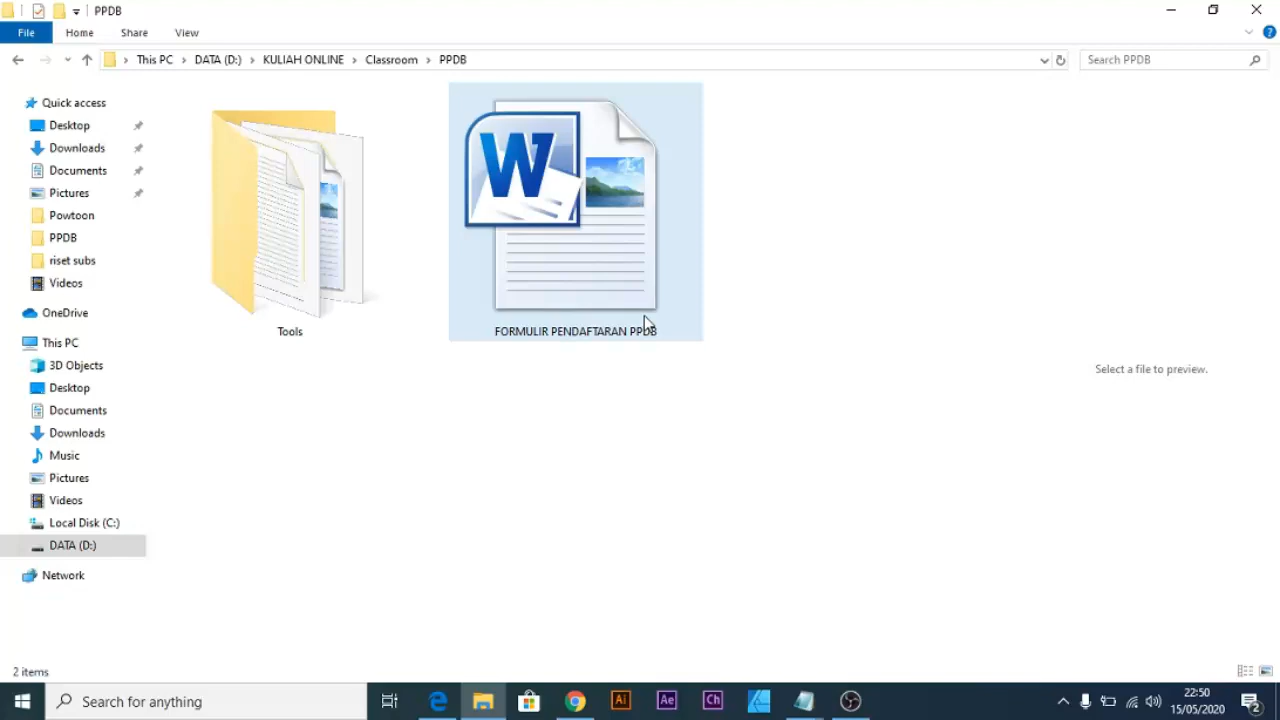 PPDB
File Home Share View
This PC DATA (D:) KULIAH ONLINE Classroom PPDB
Search PPDB
Quick access
Desktop
Downloads
Documents
Pictures
Powtoon
PPDB
riset subs
Videos
OneDrive
This PC
3D Objects
Desktop
Documents
Downloads
Music
Pictures
Videos
Local Disk (C:)
DATA (D:)
Network
W
Tools
FORMULIR PENDAFTARAN PPDB
Select a file to preview.
2 items
Search for anything
Ai
Ae
Ch
22:50
15/05/2020
2